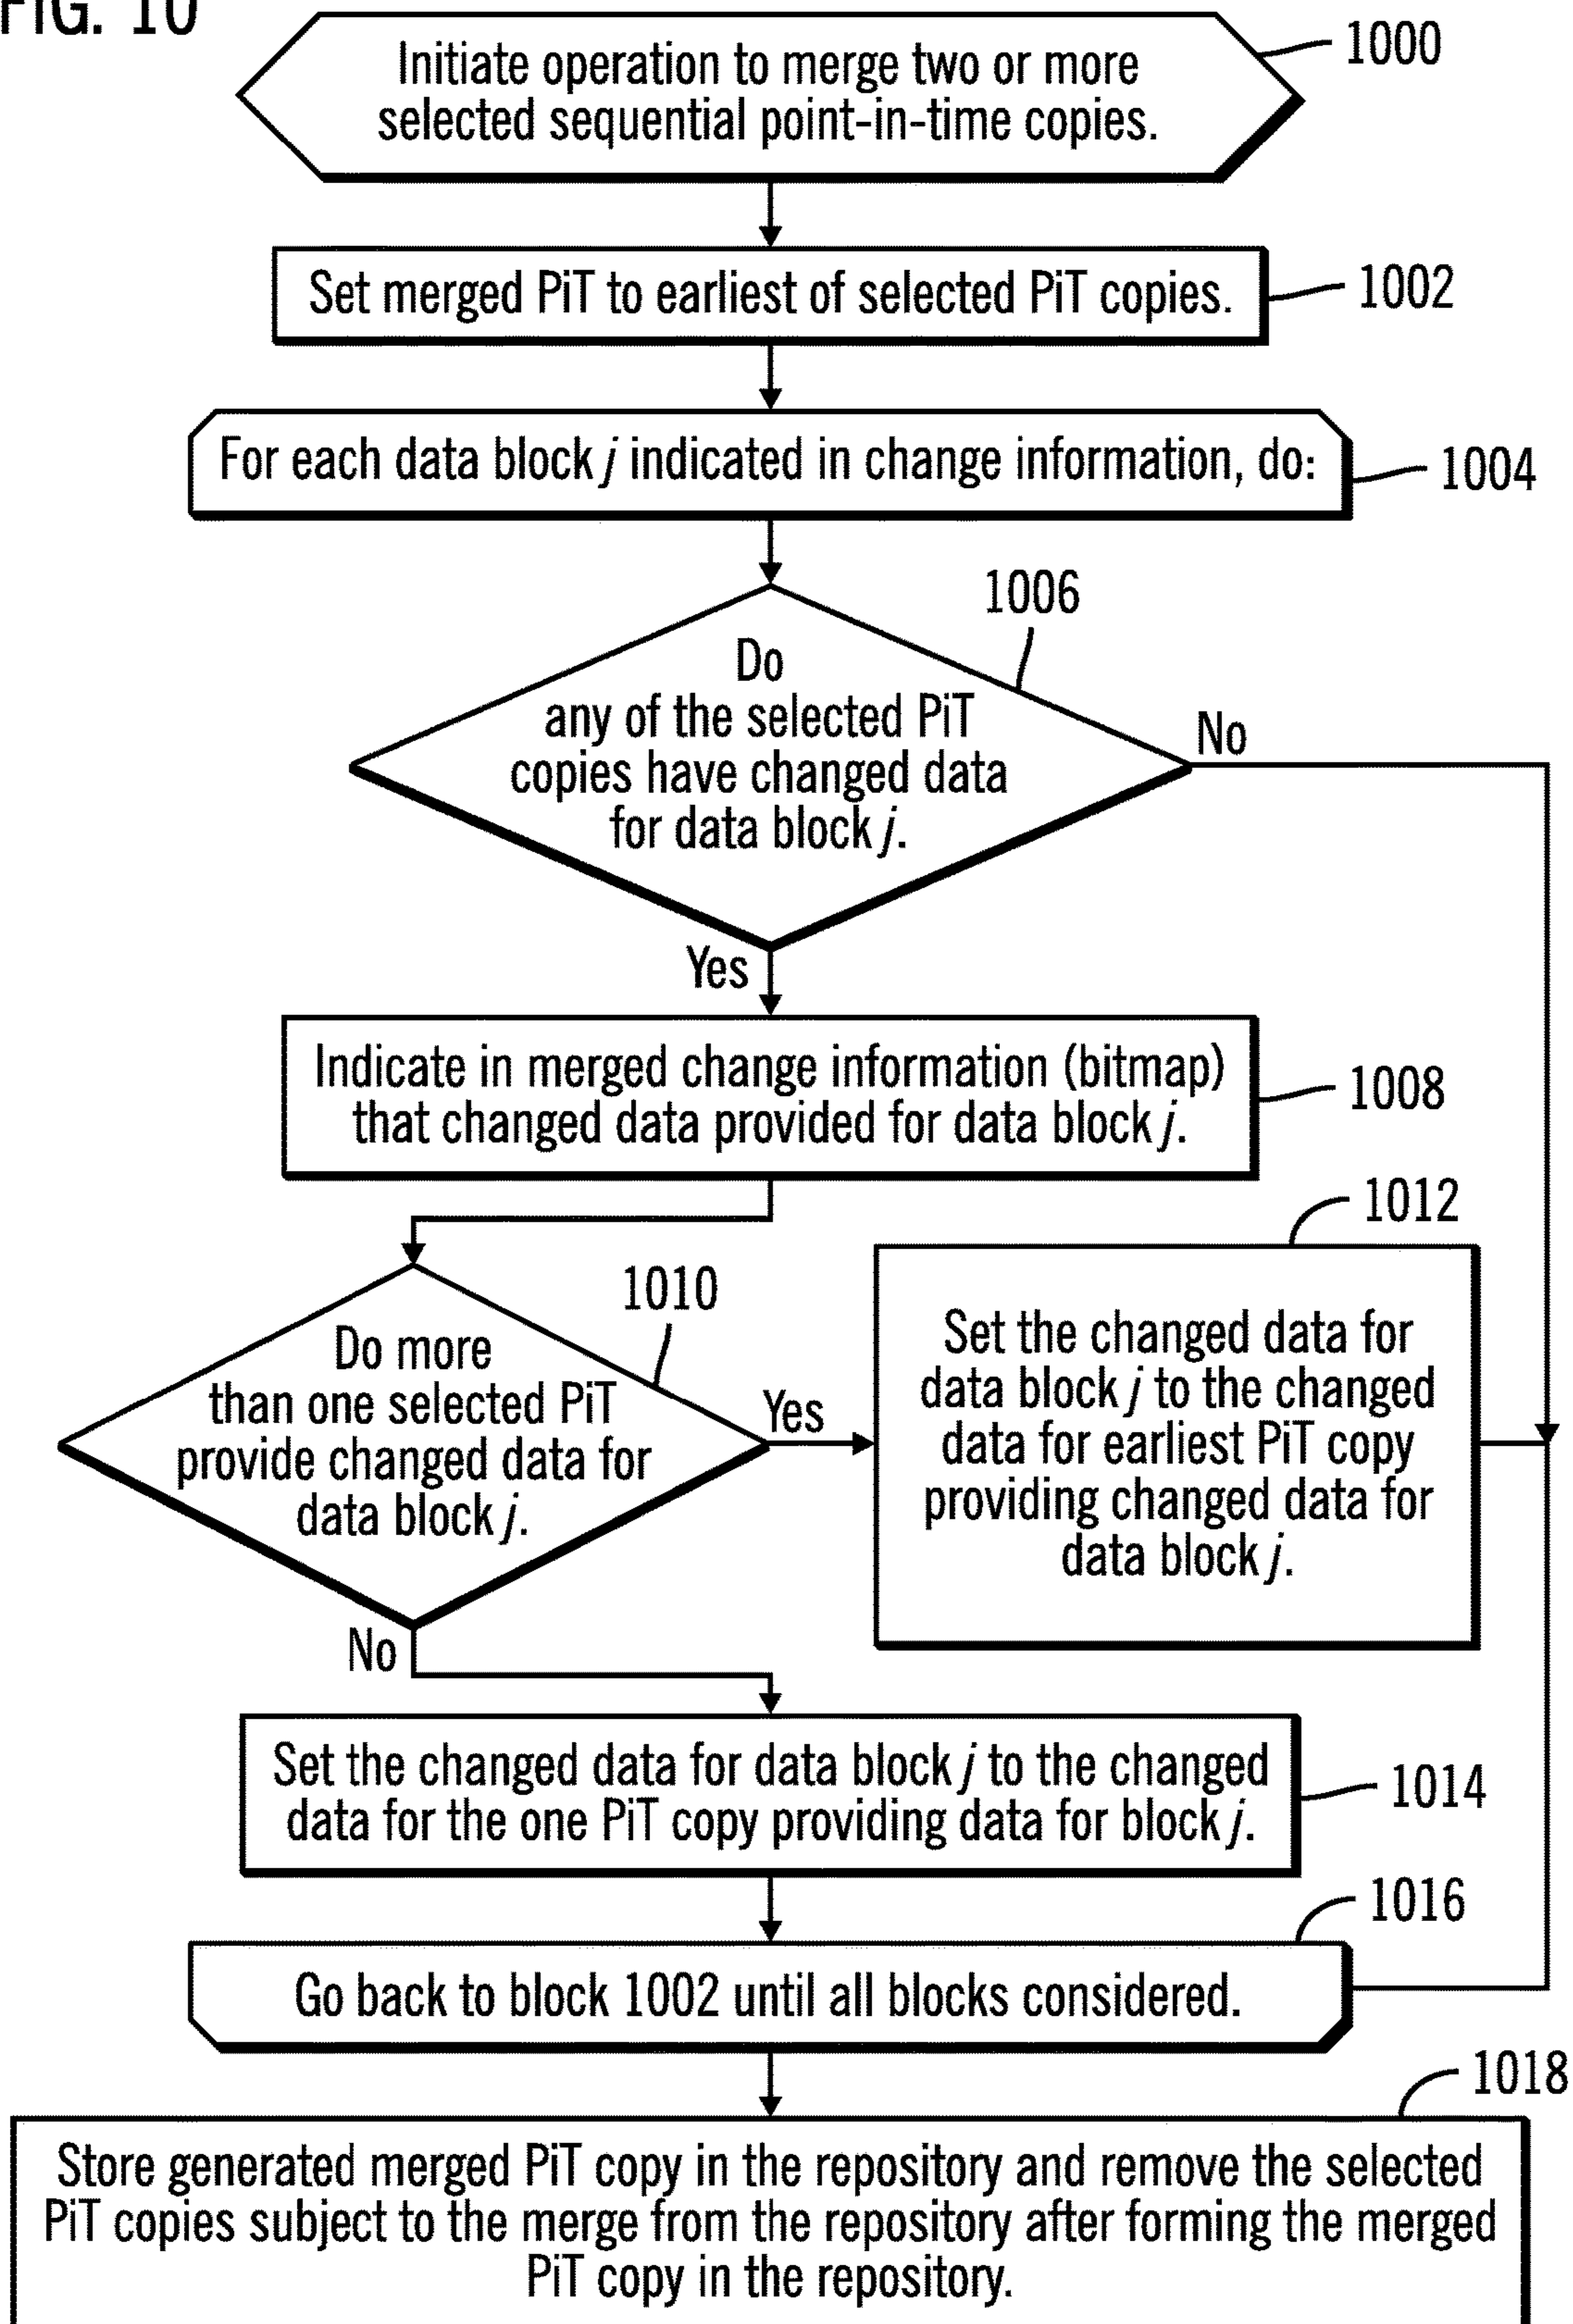 FIG. 10
Initiate operation to merge two or more
selected sequential point-in-time copies.
1000
Set merged PiT to earliest of selected PiT copies.
1002
For each data block j indicated in change information, do:
1004
1006
Do
any of the selected PiT
copies have changed data
for data block j.
No
Yes
Indicate in merged change information (bitmap)
that changed data provided for data block j.
1008
1010
Do more
than one selected PiT
provide changed data for
data block j.
Yes
No
1012
Set the changed data for
data block j to the changed
data for earliest PiT copy
providing changed data for
data block j.
Set the changed data for data block j to the changed
data for the one PiT copy providing data for block j.
1014
1016
Go back to block 1002 until all blocks considered.
1018
Store generated merged PiT copy in the repository and remove the selected
PiT copies subject to the merge from the repository after forming the merged
PiT copy in the repository.